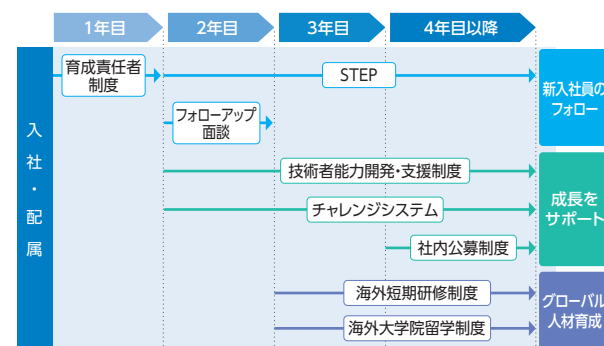 1年目
2年目
3年目
4年目以降
入社・配属
育成責任者
制度
STEP
新入社員の
フォロー
フォローアップ
面談
技術者能力開発・支援制度
チャレンジシステム
成長を
サポート
社内公募制度
海外短期研修制度
グローバル
人材育成
海外大学院留学制度